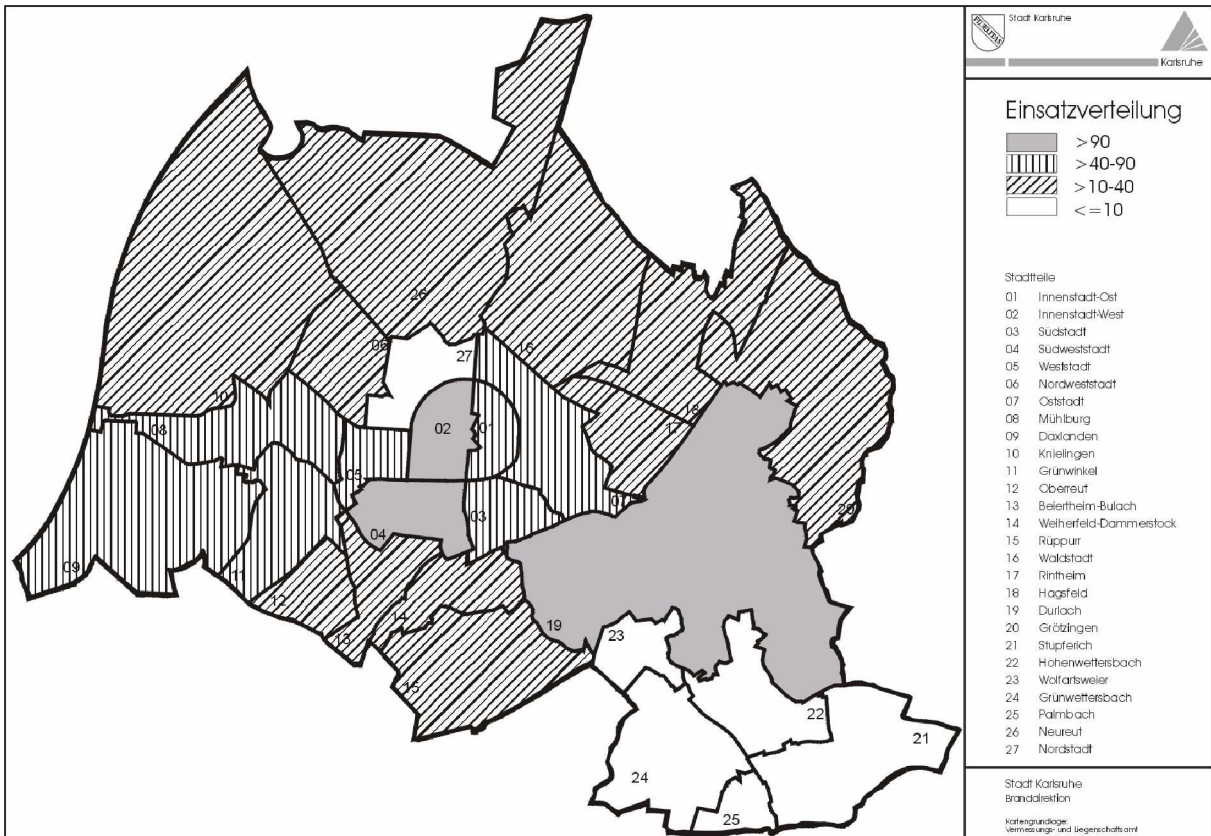 FIDELITAS
Stadt Karlsruhe
Karlsruhe
Einsatzverteilung
>90
>40-90
>10-40
<=10
Stadtteile
01 Innenstadt-Ost
02 Innenstadt-West
03 Südstadt
04 Südweststadt
05 Weststadt
06 Nordweststadt
07 Oststadt
08 Mühlburg
09 Daxlanden
10 Knielingen
11 Grünwinkel
12 Oberreut
13 Beiertheim-Bulach
14 Weiherfeld-Dammerstock
15 Rüppurr
16 Waldstadt
17 Rintheim
18 Hagsfeld
19 Durlach
20 Grötzingen
21 Stupferich
22 Hohenwettersbach
23 Wolfartsweier
24 Grünwettersbach
25 Palmbach
26 Neureut
27 Nordstadt
Stadt Karlsruhe
Branddirektion
Kartengrundlage:
Vermessungs- und Liegenschaftsamt
26
06
27
16
10
18
17
08
02
01
05
07
03
20
04
09
11
12
14
13
19
23
15
22
21
24
25